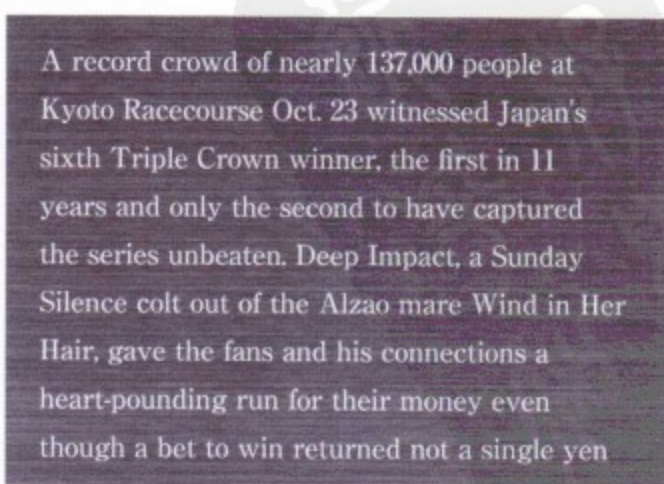 A record crowd of nearly 137,000 people at
Kyoto Racecourse Oct. 23 witnessed Japan's
sixth Triple Crown winner, the first in 11
years and only the second to have captured
the series unbeaten. Deep Impact, a Sunday
Silence colt out of the Alzao mare Wind in Her
Hair, gave the fans and his connections a
heart-pounding run for their money even
though a bet to win returned not a single yen